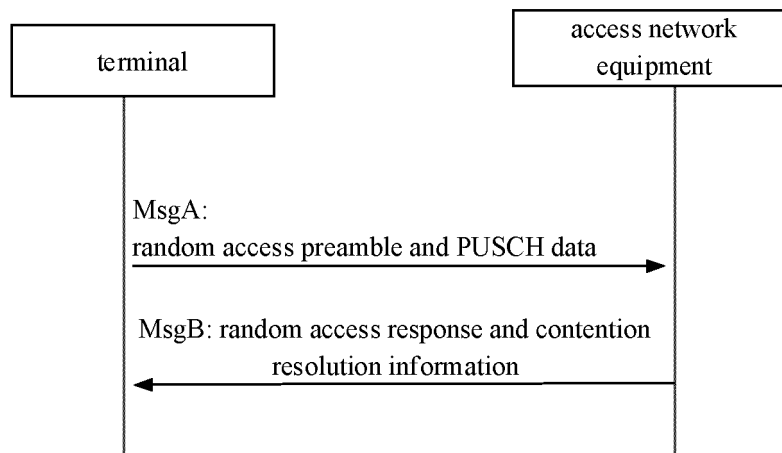 terminal
access network
equipment
MsgA:
random access preamble and PUSCH data
MsgB: random access response and contention
resolution information